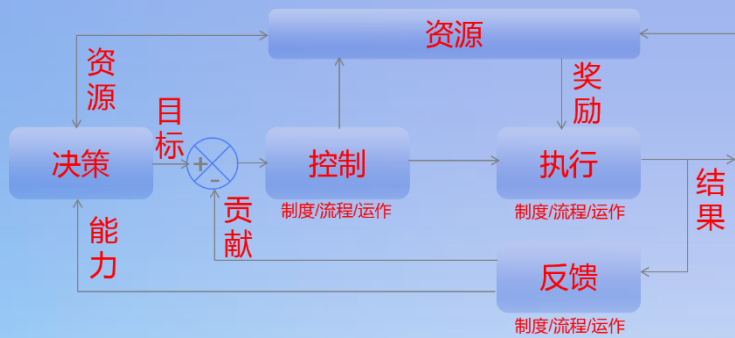 资源
资源
奖励
目标
决策
+
-
控制
执行
制度/流程/运作
制度/流程/运作
结果
贡献
能力
反馈
制度/流程/运作